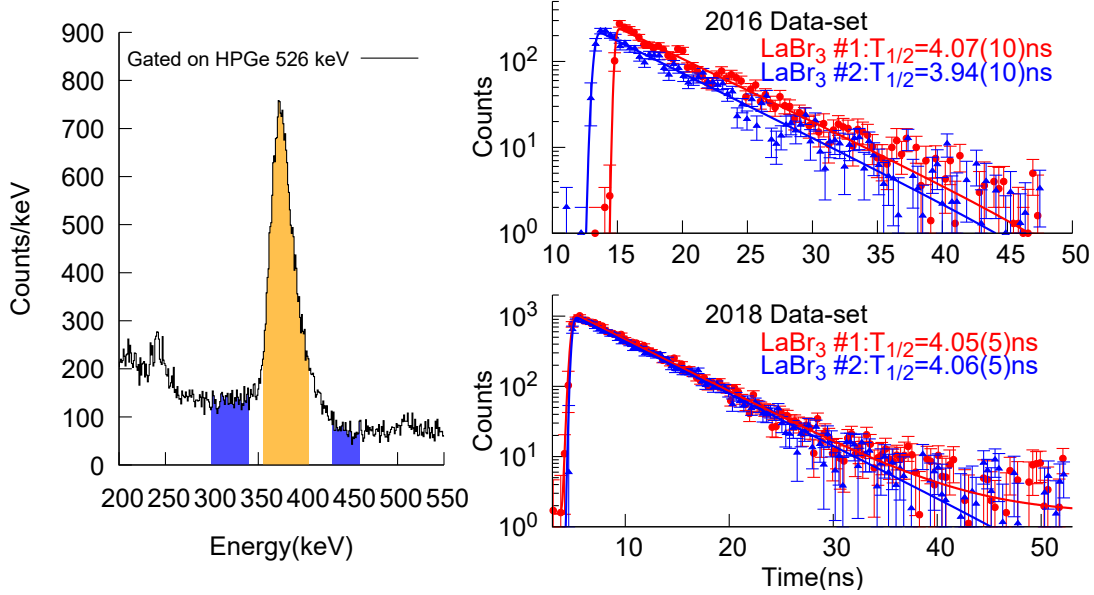 900
800
700
600
500
400
300
200
100
0
Counts/keV
Gated on HPGe 526 keV
200 250 300 350 400 450 500 550
Energy(keV)
2016 Data-set
LaBr3 #1:T1/2=4.07(10)ns
LaBr3 #2:T1/2=3.94(10)ns
Counts
10^2
10^1
10^0
10 15 20 25 30 35 40 45 50
2018 Data-set
LaBr3 #1:T1/2=4.05(5)ns
LaBr3 #2:T1/2=4.06(5)ns
Counts
10^3
10^2
10^1
10^0
10 20 30 40 50
Time(ns)